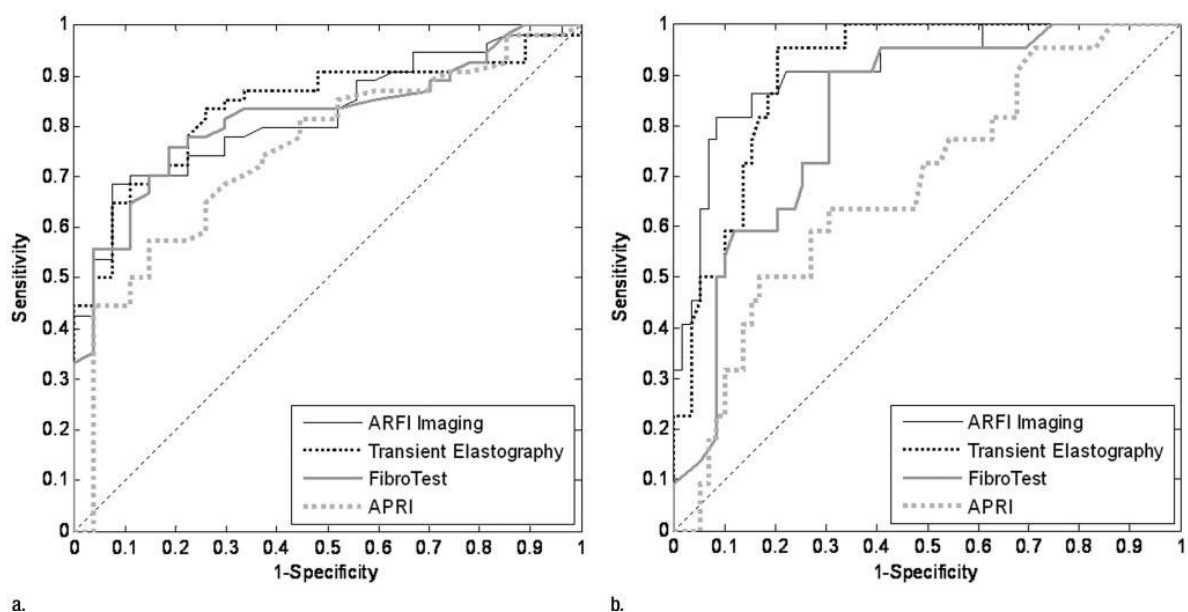 1
0.9
0.8
0.7
0.6
0.5
0.4
0.3
0.2
0.1
0
Sensitivity
0 0.1 0.2 0.3 0.4 0.5 0.6 0.7 0.8 0.9 1
1-Specificity
ARFI Imaging
Transient Elastography
FibroTest
APRI
a.
1
0.9
0.8
0.7
0.6
0.5
0.4
0.3
0.2
0.1
0
Sensitivity
0 0.1 0.2 0.3 0.4 0.5 0.6 0.7 0.8 0.9 1
1-Specificity
ARFI Imaging
Transient Elastography
FibroTest
APRI
b.